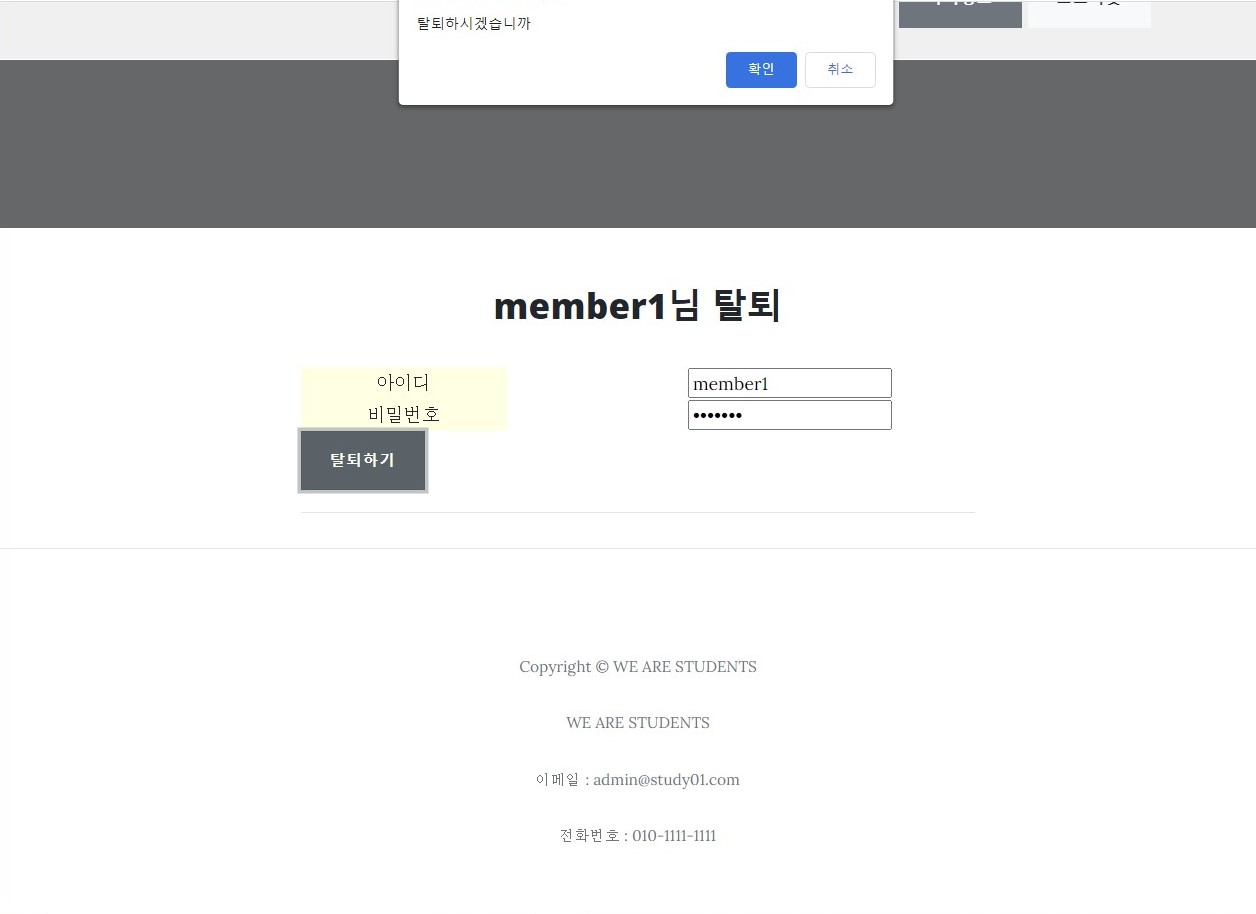 탈퇴하시겠습니까
확인 취소
member1님 탈퇴
아이디 member1
비밀번호 •••••••
탈퇴하기
Copyright © WE ARE STUDENTS
WE ARE STUDENTS
이메일 : admin@study01.com
전화번호 : 010-1111-1111